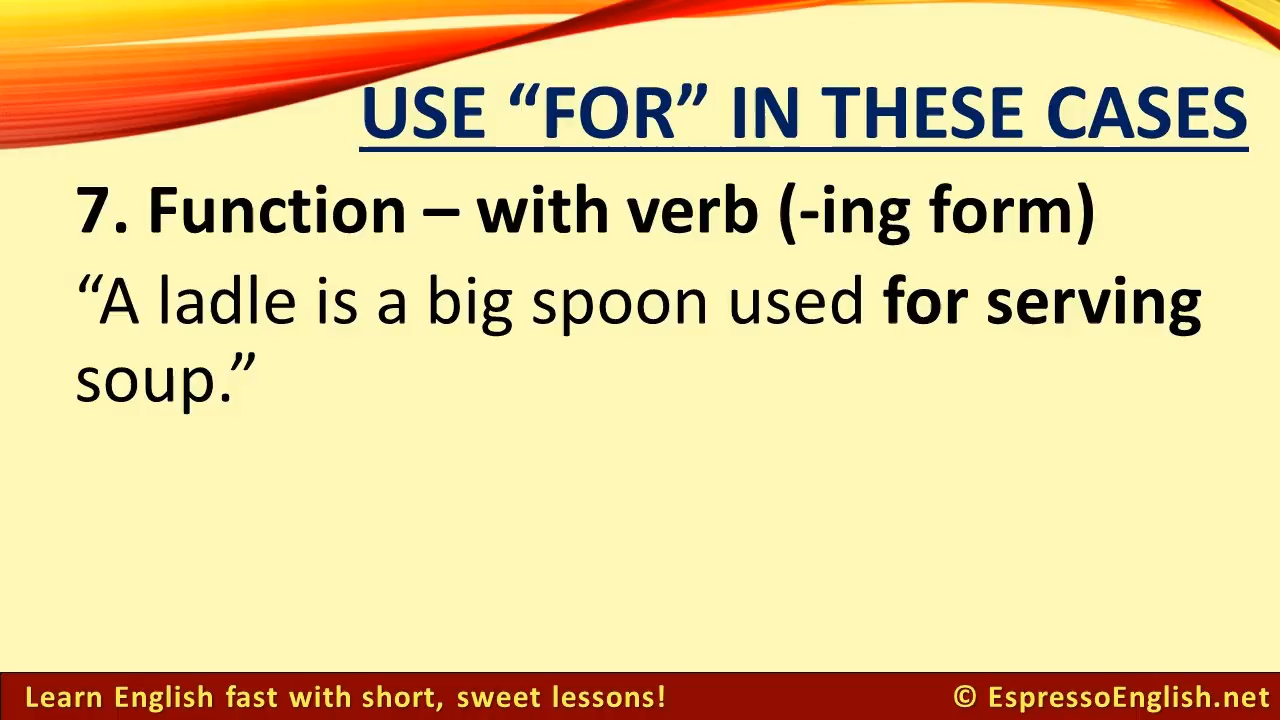 USE “FOR” IN THESE CASES
7. Function – with verb (-ing form)
“A ladle is a big spoon used for serving
soup.”
Learn English fast with short, sweet lessons!
© EspressoEnglish.net